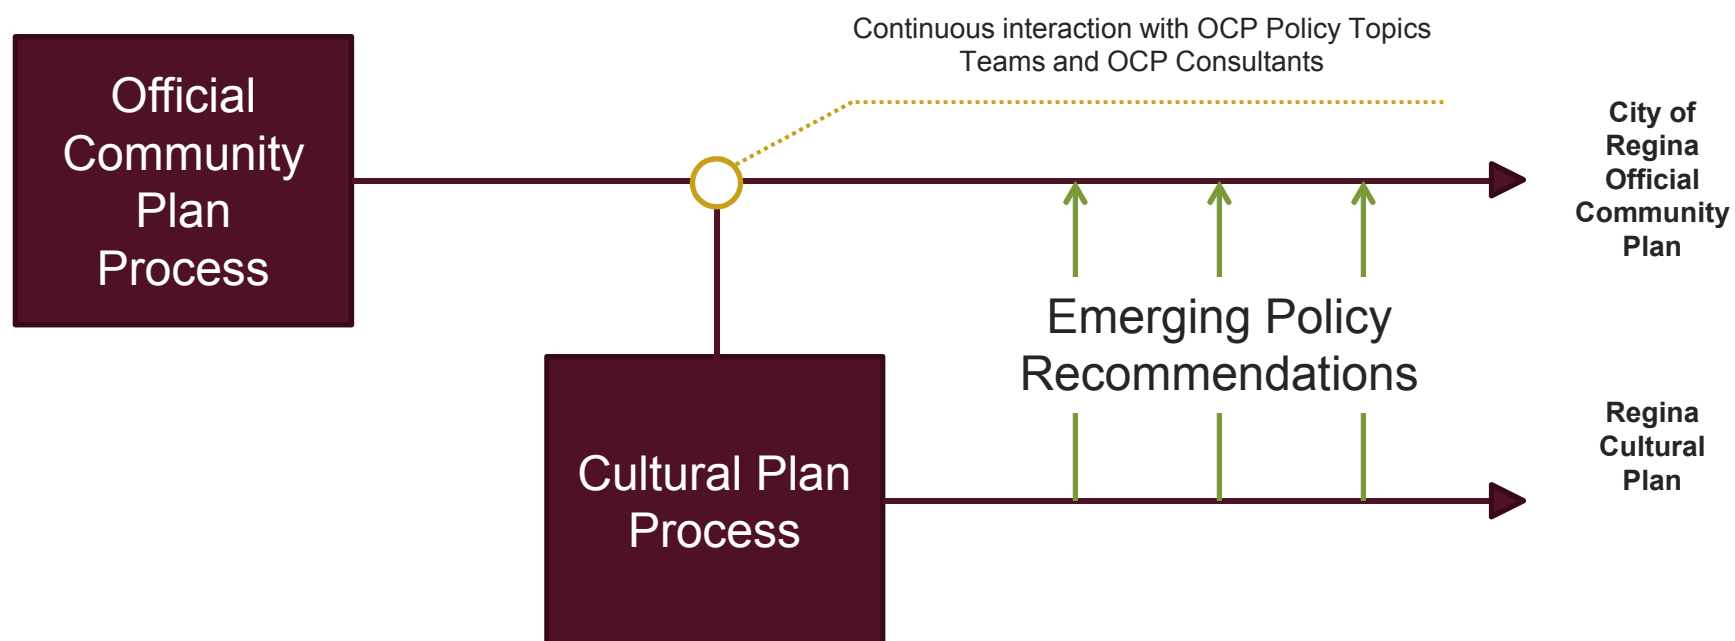 Continuous interaction with OCP Policy Topics
Teams and OCP Consultants
Official
Community
Plan
Process
City of
Regina
Official
Community
Plan
Emerging Policy
Recommendations
Cultural Plan
Process
Regina
Cultural
Plan